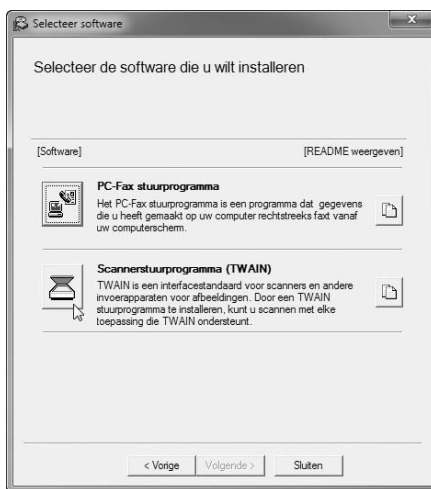 Selecteer software
x
Selecteer de software die u wilt installeren
[Software] [README weergeven]
PC-Fax stuurprogramma
Het PC-Fax stuurprogramma is een programma dat gegevens
die u heeft gemaakt op uw computer rechtstreeks faxt vanaf
uw computerscherm.
Scannerstuurprogramma (TWAIN)
TWAIN is een interfacestandaard voor scanners en andere
invoerapparaten voor afbeeldingen. Door een TWAIN
stuurprogramma te installeren, kunt u scannen met elke
toepassing die TWAIN ondersteunt.
< Vorige Volgende > Sluiten